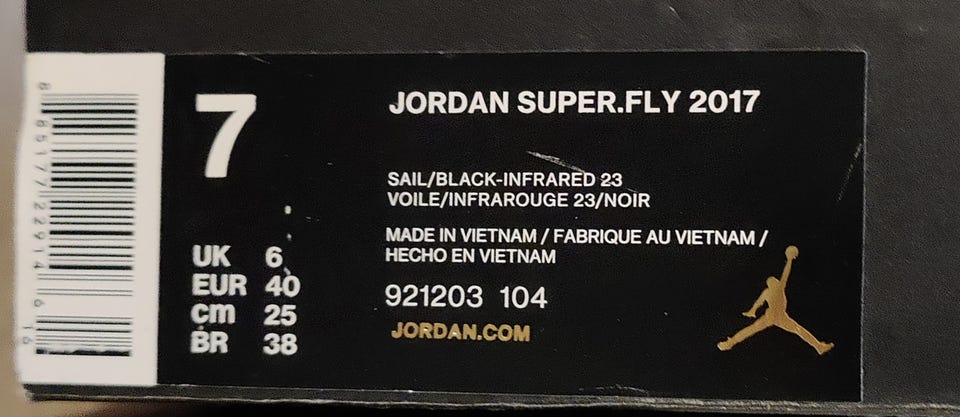 7
UK 6
EUR 40
cm 25
BR 38
JORDAN SUPER.FLY 2017
SAIL/BLACK-INFRARED 23
VOILE/INFRAROUGE 23/NOIR
MADE IN VIETNAM / FABRIQUE AU VIETNAM /
HECHO EN VIETNAM
921203 104
JORDAN.COM